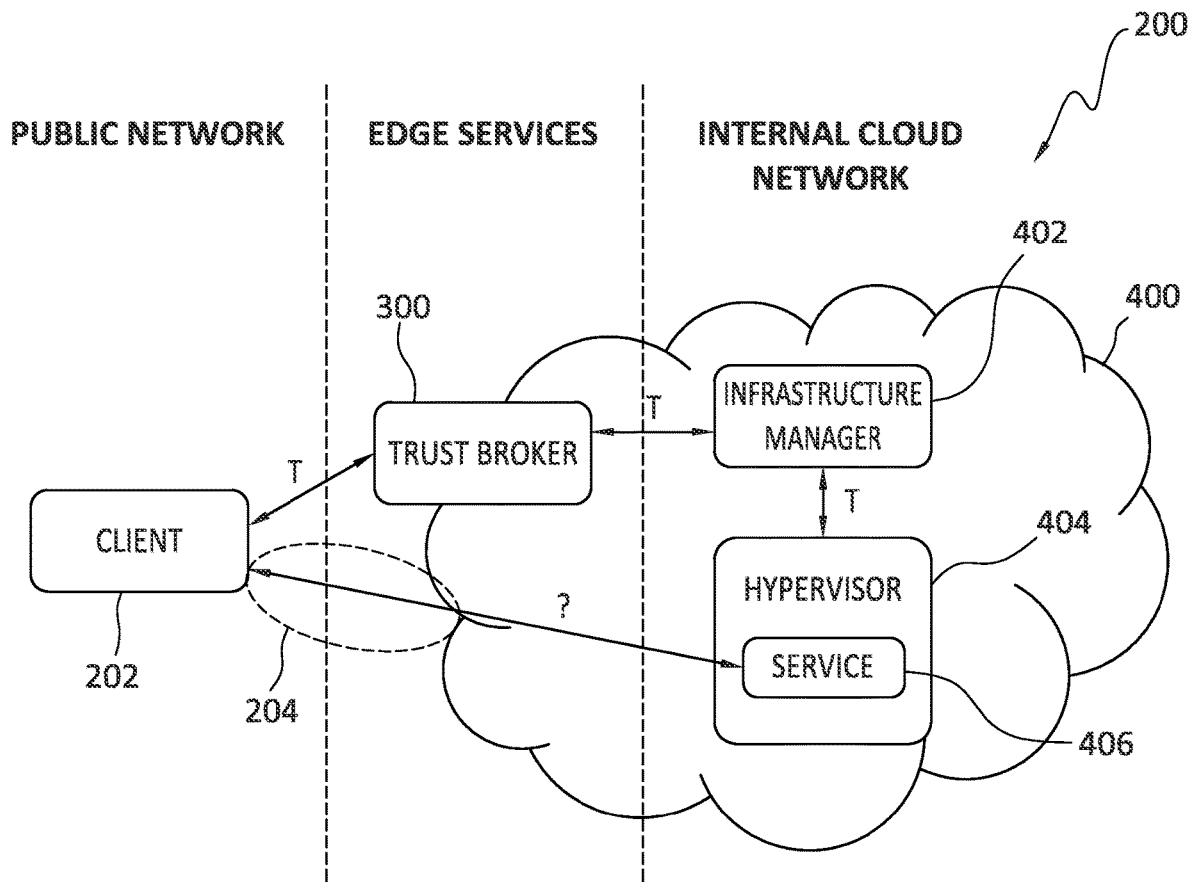 200
PUBLIC NETWORK
EDGE SERVICES
INTERNAL CLOUD
NETWORK
402
400
300
INFRASTRUCTURE
MANAGER
T
TRUST BROKER
T
CLIENT
T
404
HYPERVISOR
?
SERVICE
202
204
406